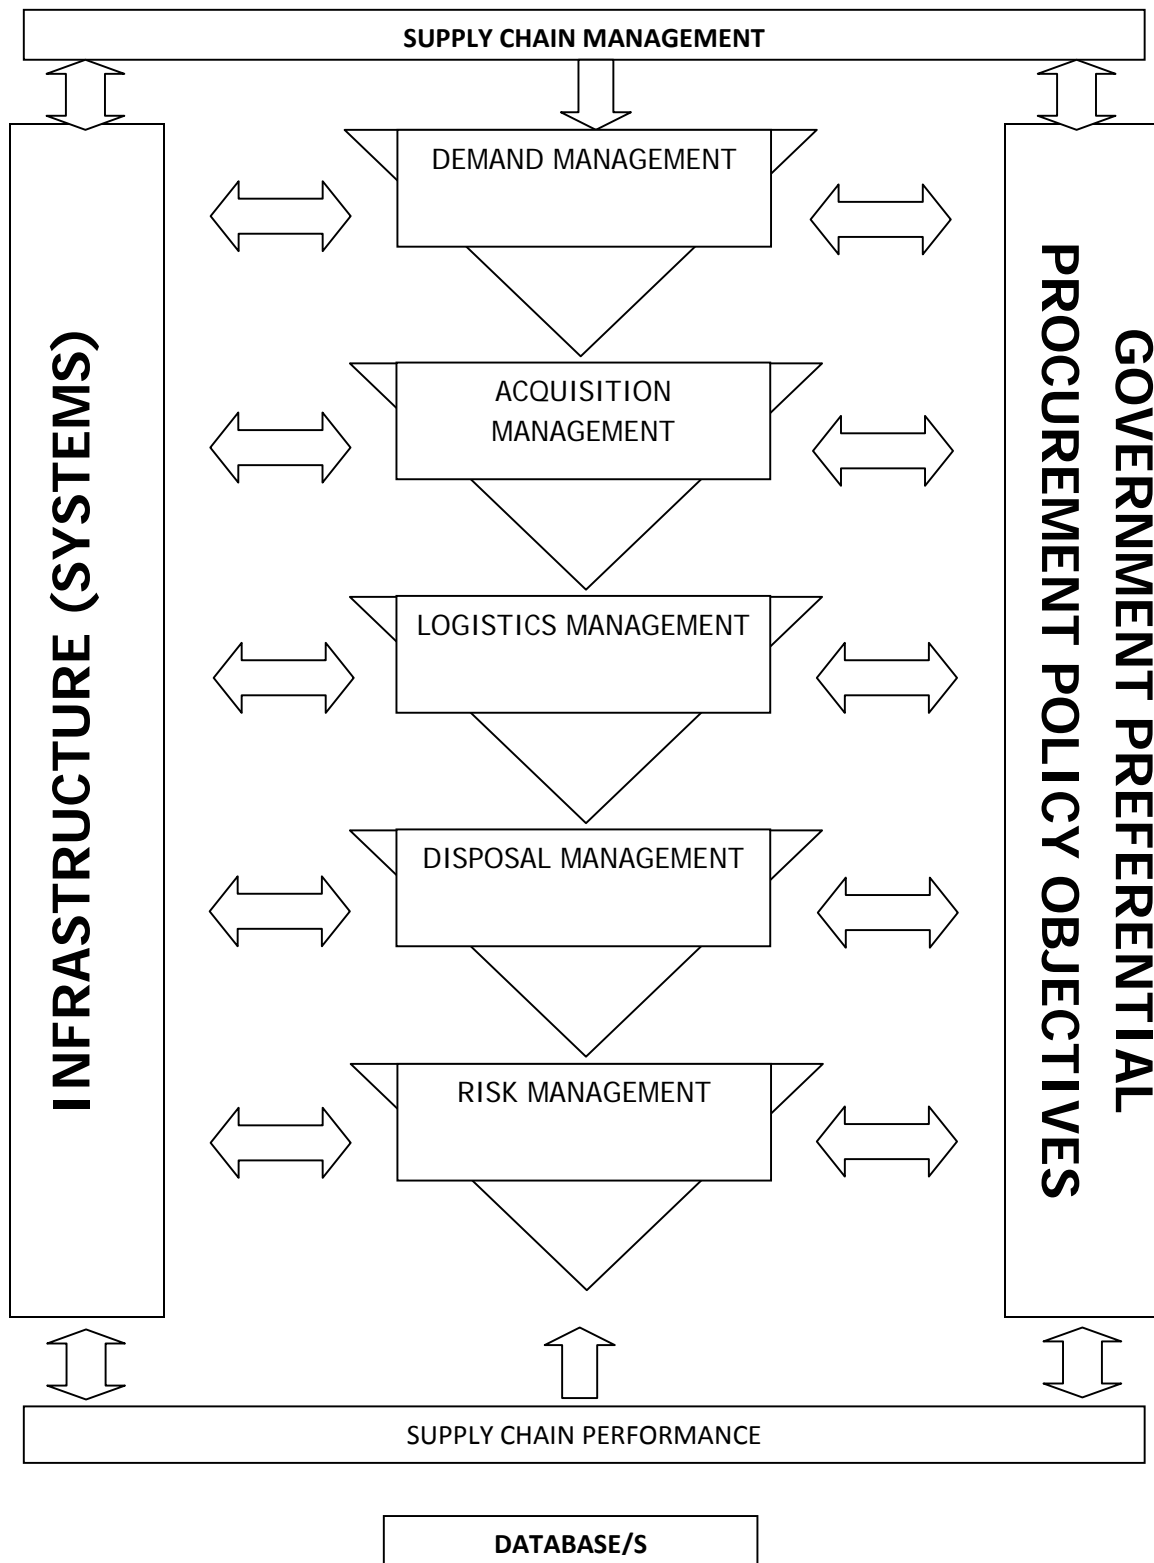 SUPPLY CHAIN MANAGEMENT
DEMAND MANAGEMENT
ACQUISITION
MANAGEMENT
LOGISTICS MANAGEMENT
DISPOSAL MANAGEMENT
RISK MANAGEMENT
INFRASTRUCTURE (SYSTEMS)
GOVERNMENT PREFERENTIAL
PROCUREMENT POLICY OBJECTIVES
SUPPLY CHAIN PERFORMANCE
DATABASE/S